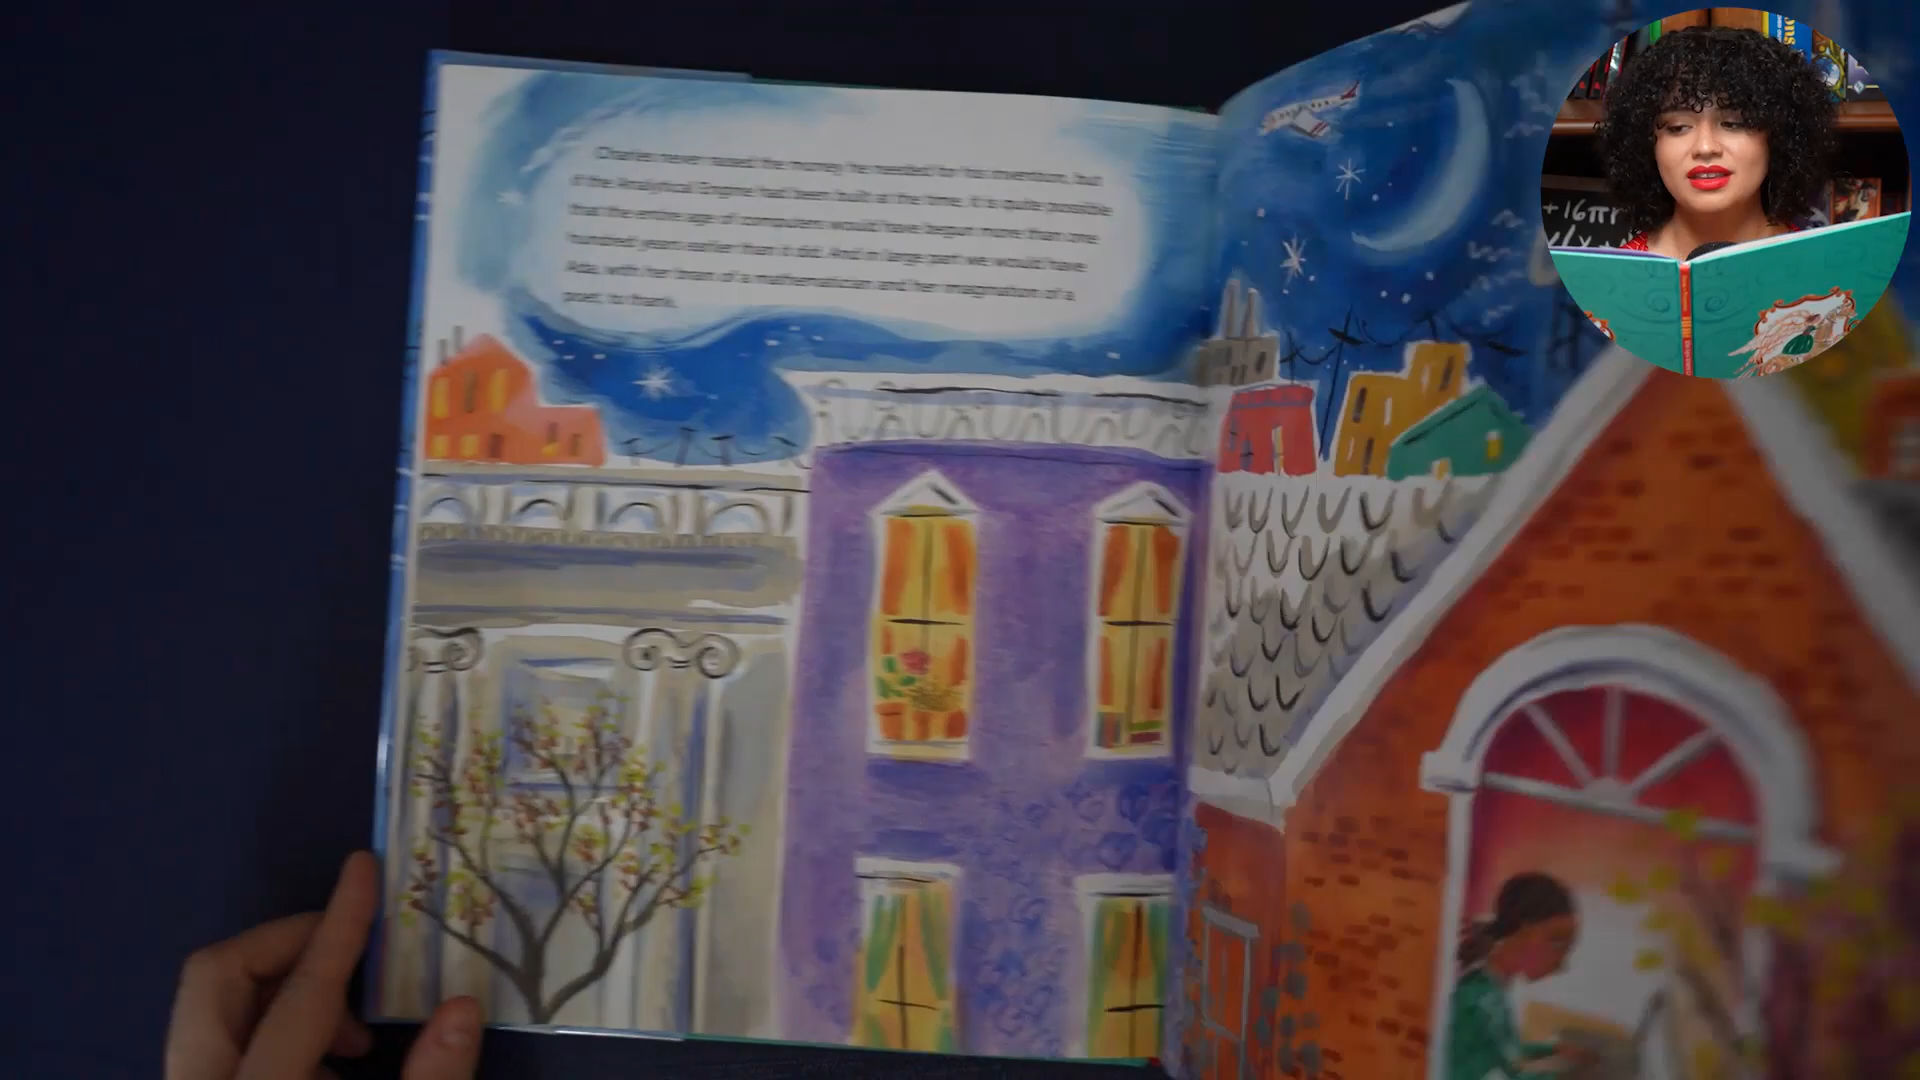 Charles never raised the money he needed for his invention, but
if the Analytical Engine had been built at the time, it is quite possible
that the entire age of computers would have begun more than one
hundred years earlier than it did. And in large part we would have
Ada, with her brain of a mathematician and her imagination of a
poet, to thank.
+16πr